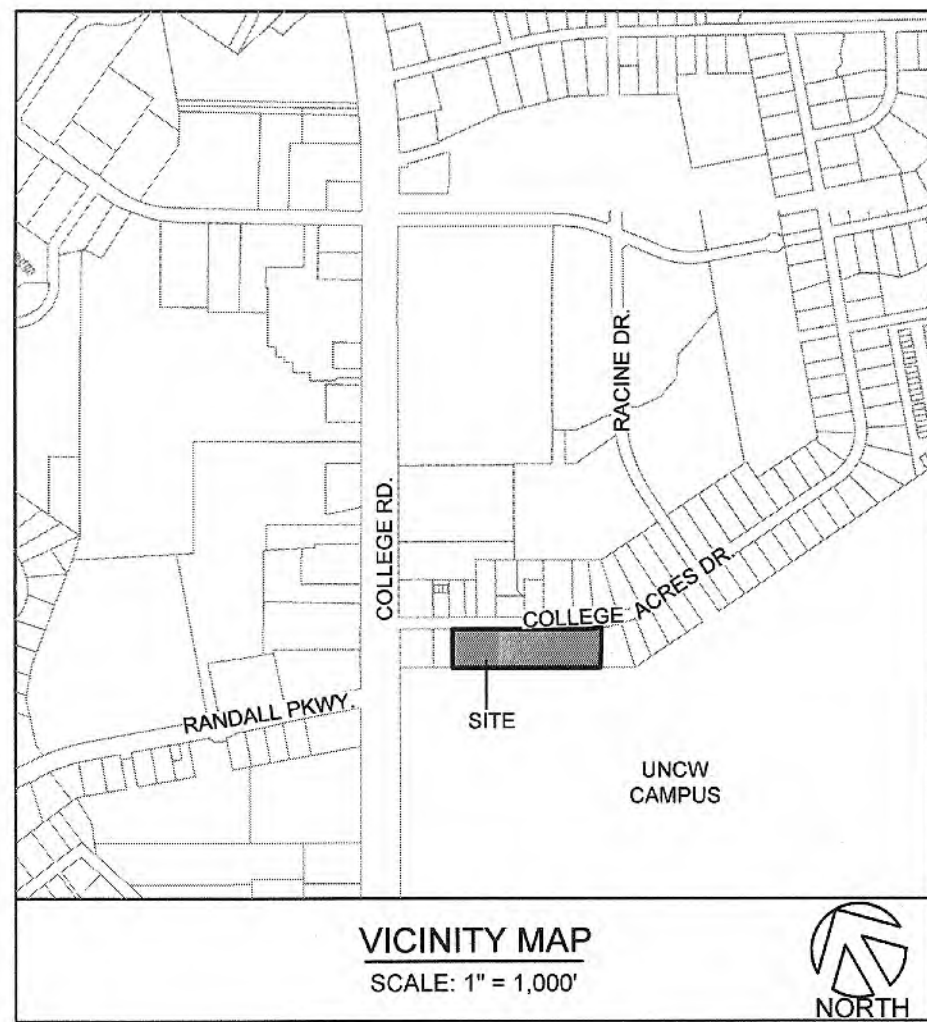 RACINE DR.
COLLEGE RD.
COLLEGE ACRES DR.
RANDALL PKWY.
SITE
UNCW
CAMPUS
VICINITY MAP
SCALE: 1" = 1,000'
NORTH